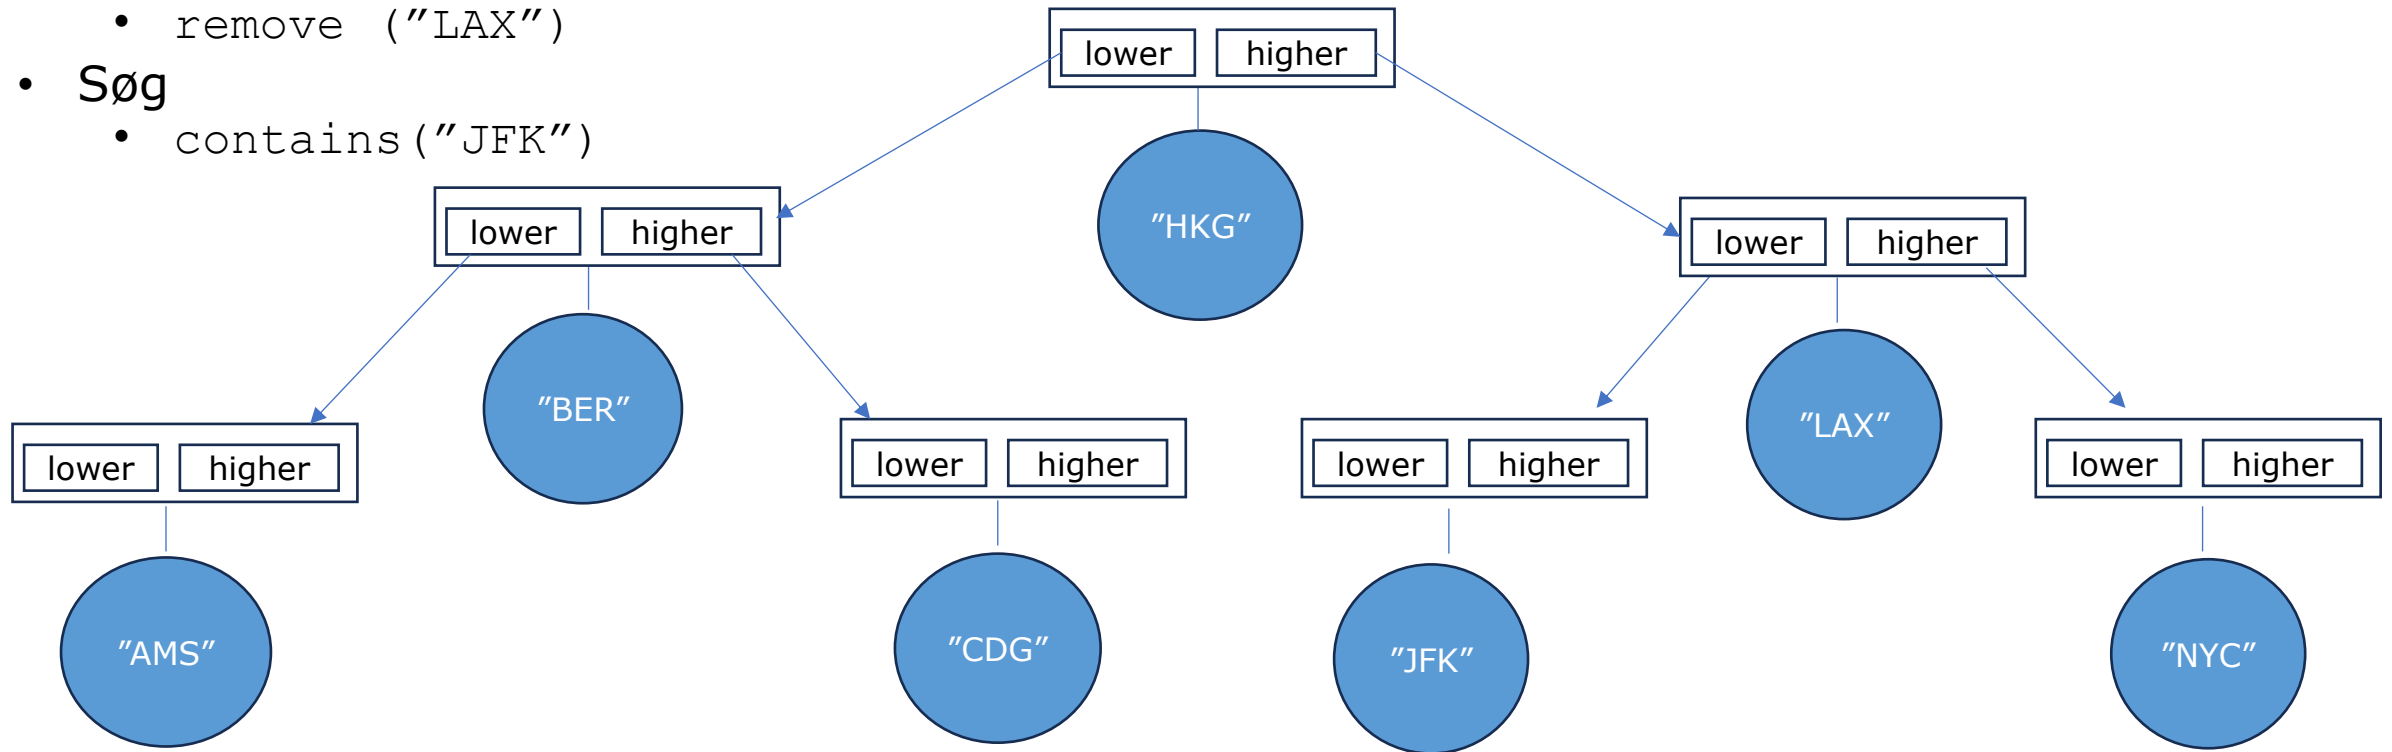 • remove (”LAX”)
• Søg
• contains(”JFK”)
lower higher
”HKG”
lower higher
”BER”
lower higher
”LAX”
lower higher
”AMS”
lower higher
”CDG”
lower higher
”JFK”
lower higher
”NYC”